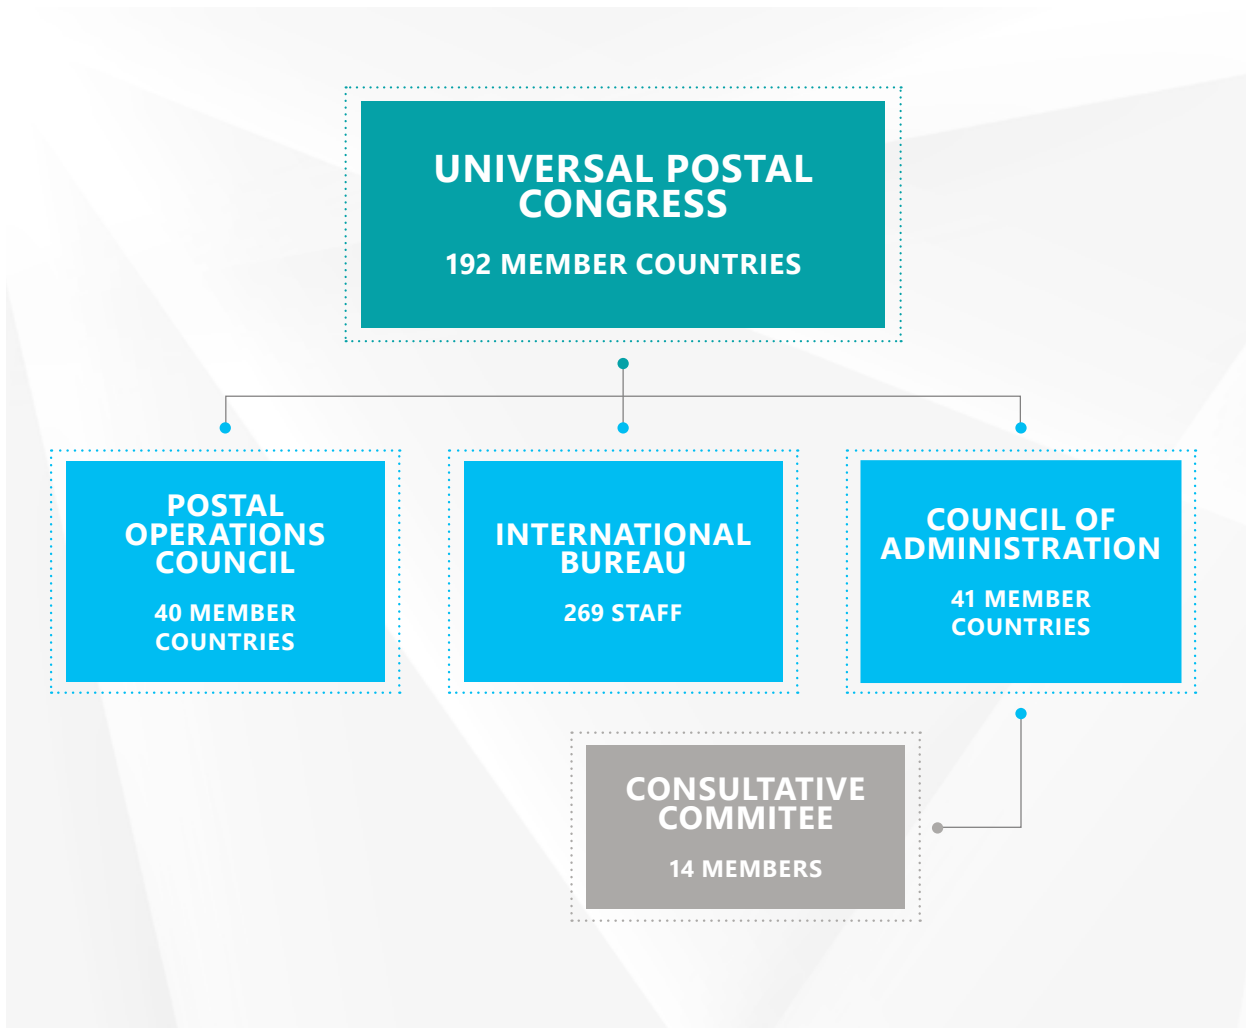 UNIVERSAL POSTAL
CONGRESS
192 MEMBER COUNTRIES
POSTAL
OPERATIONS
COUNCIL
40 MEMBER
COUNTRIES
INTERNATIONAL
BUREAU
269 STAFF
COUNCIL OF
ADMINISTRATION
41 MEMBER
COUNTRIES
CONSULTATIVE
COMMITEE
14 MEMBERS